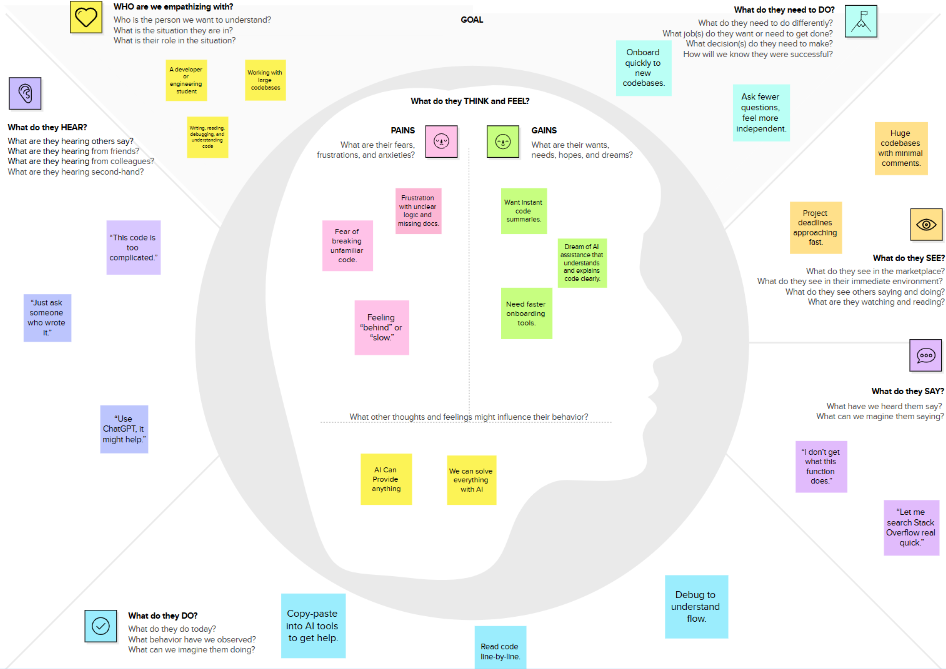 WHO are we empathizing with?
Who is the person we want to understand?
What is the situation they are in?
What is their role in the situation?
A developer
or
engineering
student
Working with
large
codebases
Writing, reading,
debugging, and
understanding
code
GOAL
What do they need to DO?
What do they need to do differently?
What job(s) do they want or need to get done?
What decision(s) do they need to make?
How will we know they were successful?
Onboard
quickly to
new
codebases.
Ask fewer
questions,
feel more
independent.
What do they HEAR?
What are they hearing others say?
What are they hearing from friends?
What are they hearing from colleagues?
What are they hearing second-hand?
“This code is
too
complicated.”
“Just ask
someone
who wrote
it.”
“Use
ChatGPT, it
might help.”
What do they THINK and FEEL?
PAINS
What are their fears,
frustrations, and anxieties?
Frustration
with unclear
logic and
missing docs.
Fear of
breaking
unfamiliar
code.
Feeling
“behind” or
“slow.”
GAINS
What are their wants,
needs, hopes, and dreams?
Want instant
code
summaries.
Dream of AI
assistance that
understands
and explains
code clearly.
Need faster
onboarding
tools.
What other thoughts and feelings might influence their behavior?
AI Can
Provide
anything
We can solve
everything
with AI
Huge
codebases
with minimal
comments.
Project
deadlines
approaching
fast.
What do they SEE?
What do they see in the marketplace?
What do they see in their immediate environment?
What do they see others saying and doing?
What are they watching and reading?
What do they SAY?
What have we heard them say?
What can we magine them saying?
“I don’t get
what this
function
does.”
“Let me
search Stack
Overflow real
quick.”
What do they DO?
What do they do today?
What behavior have we observed?
What can we imagine them doing?
Copy-paste
into AI tools
to get help.
Read code
line-by-line.
Debug to
understand
flow.